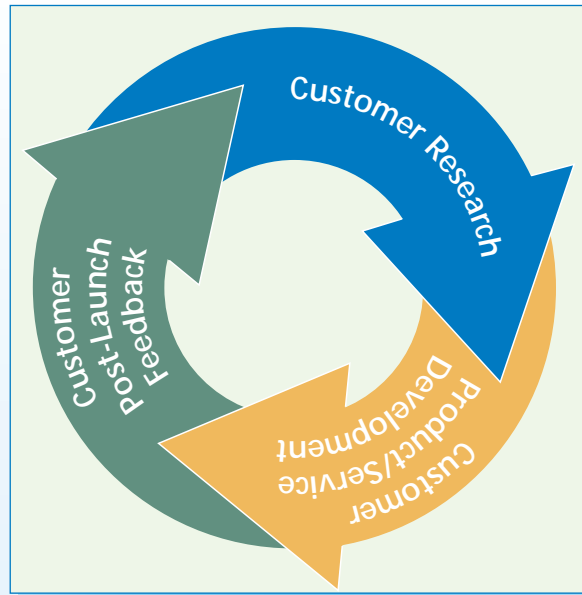 Customer Research
Customer
Product/Service
Development
Customer
Post-Launch
Feedback